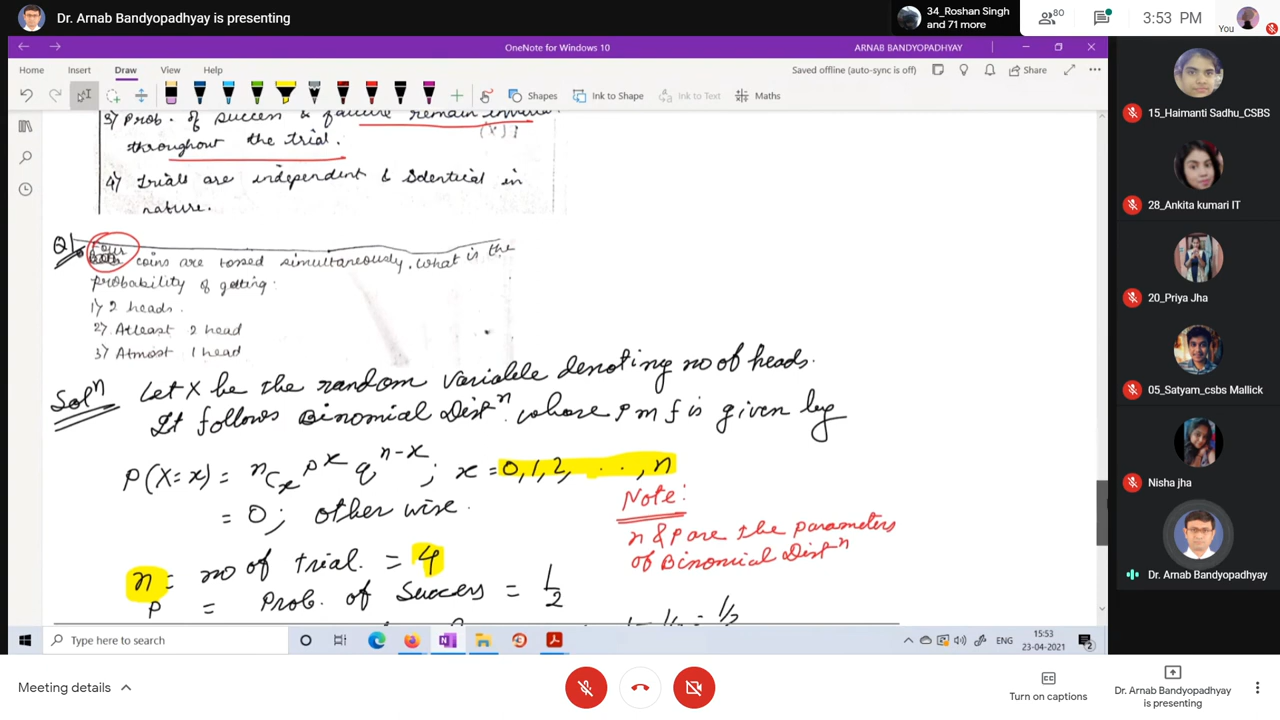 Dr. Arnab Bandyopadhyay is presenting
34_Roshan Singh
and 71 more
80
3:53 PM
You
OneNote for Windows 10
ARNAB BANDYOPADHYAY
Home
Insert
Draw
View
Help
Saved offline (auto-sync is off)
Share
Shapes
Ink to Shape
Ink to Text
Maths
3) Prob. of success & failure remain
throughout the trial.
4) Trials are independent & identical in
nature.
Q1.
Four coins are tossed simultaneously. What is the
probability of getting:
1) 2 heads.
2) Atleast 2 head
3) Atmost 1 head
Solⁿ Let X be the random variable denoting no of heads.
It follows Binomial Distⁿ. whose p m f is given by
P(X=x) = ⁿCₓ pˣ qⁿ⁻ˣ; x = 0,1,2, ..., n
= 0; other wise.
Note:
n & p are the parameters
of Binomial Distⁿ
n = no of trial. = 4
P = Prob. of Success = 1/2
= 1/2
15_Haimanti Sadhu_CSBS
28_Ankita kumari IT
20_Priya Jha
05_Satyam_csbs Mallick
Nisha jha
Dr. Arnab Bandyopadhyay
Type here to search
ENG
15:53
23-04-2021
2
Meeting details
Turn on captions
Dr. Arnab Bandyopadhyay
is presenting